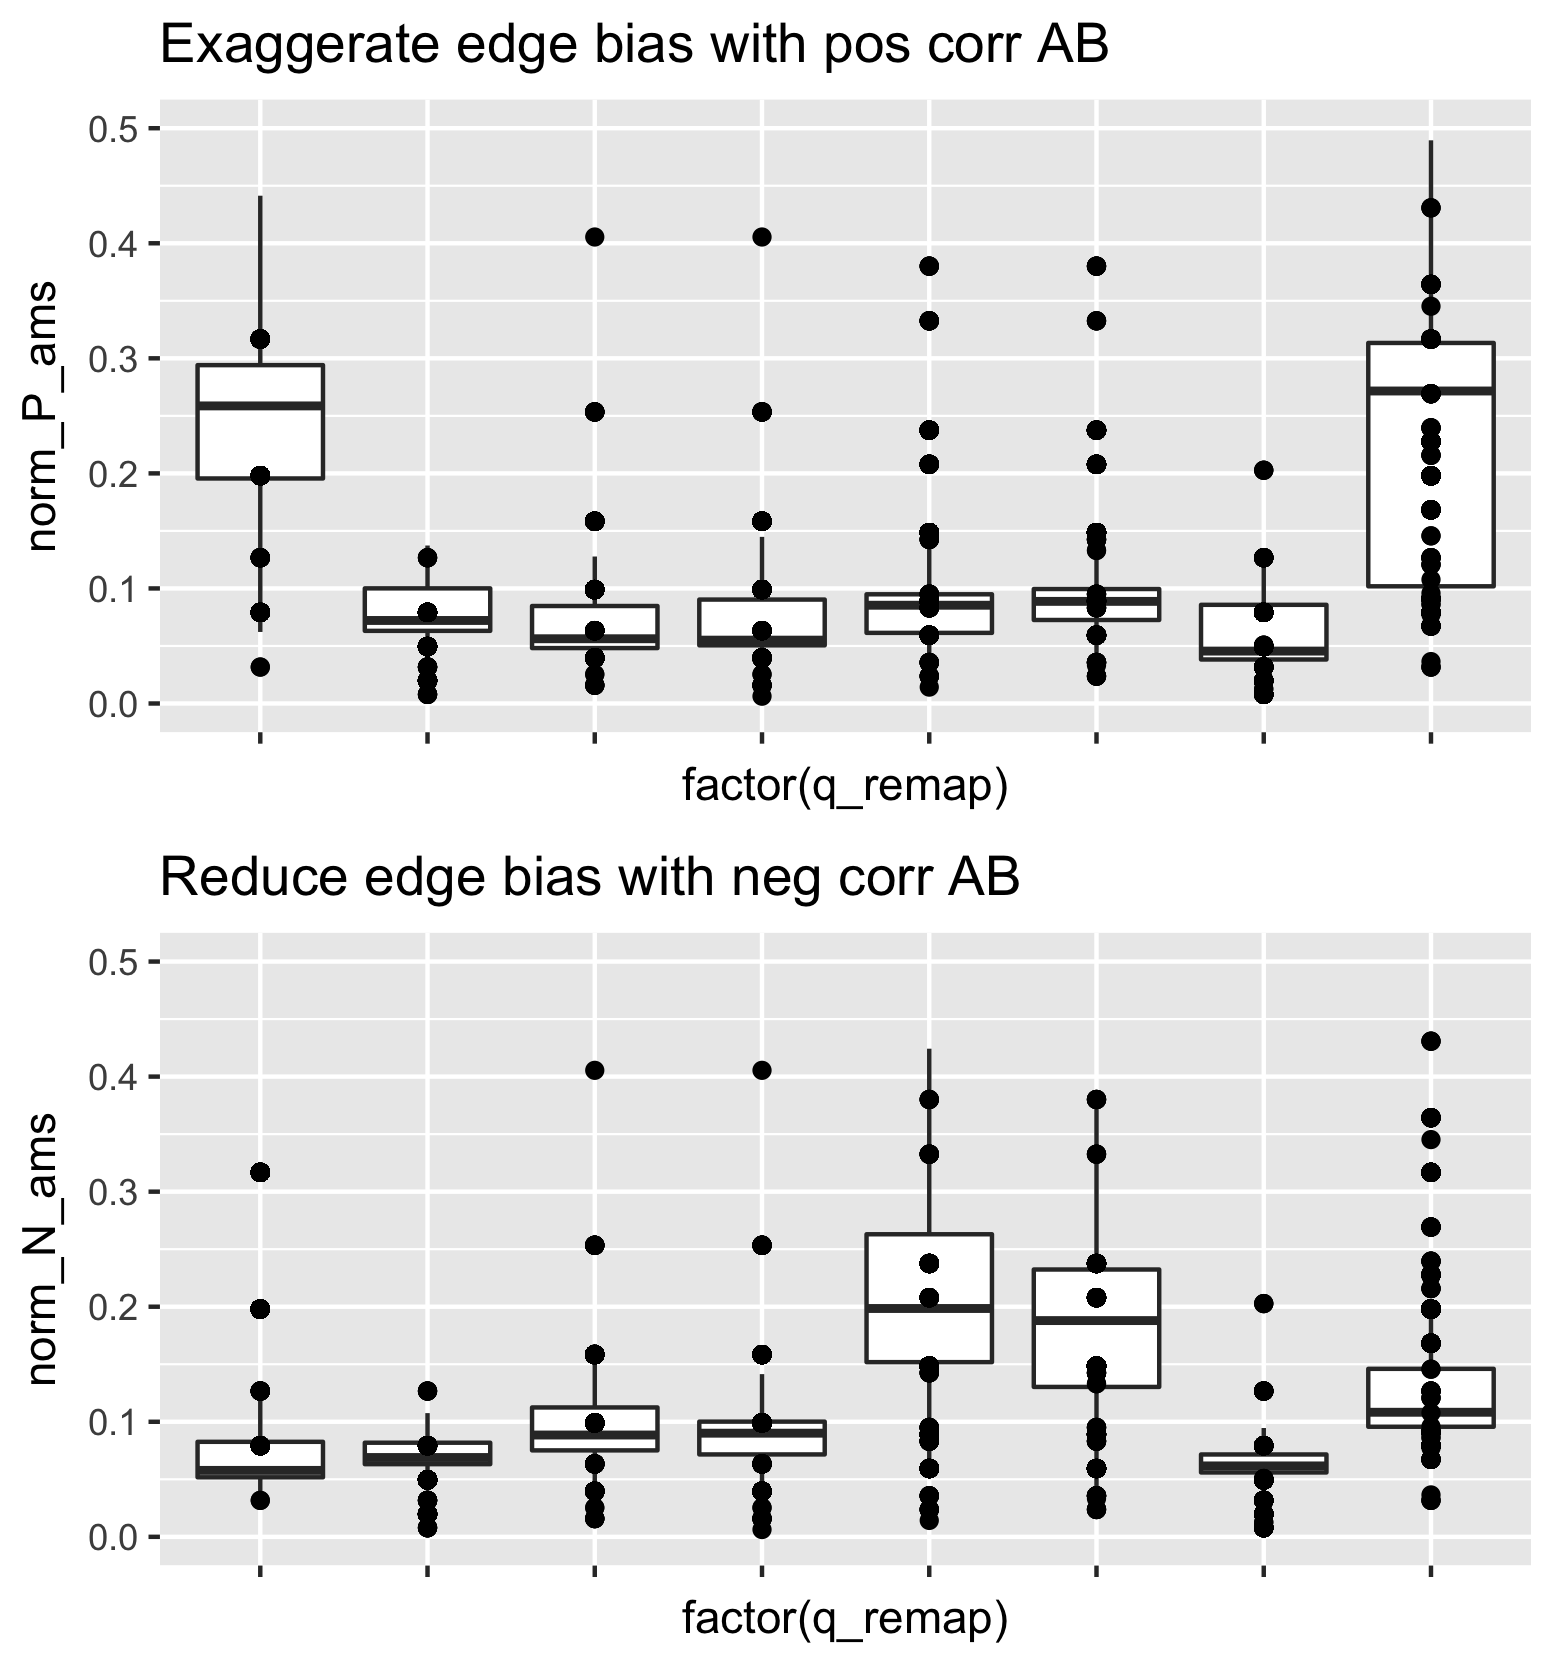 Exaggerate edge bias with pos corr AB
0.5
0.4
0.3
0.2
0.1
0.0
norm_P_ams
factor(q_remap)
Reduce edge bias with neg corr AB
0.5
0.4
0.3
0.2
0.1
0.0
norm_N_ams
factor(q_remap)